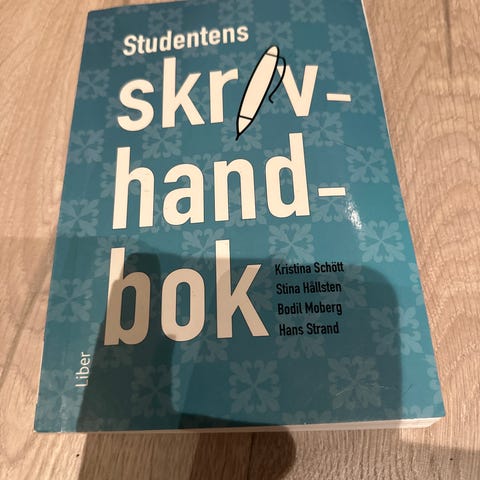 Studentens
skriv-
hand-
bok
Kristina Schött
Stina Hållsten
Bodil Moberg
Hans Strand
Liber